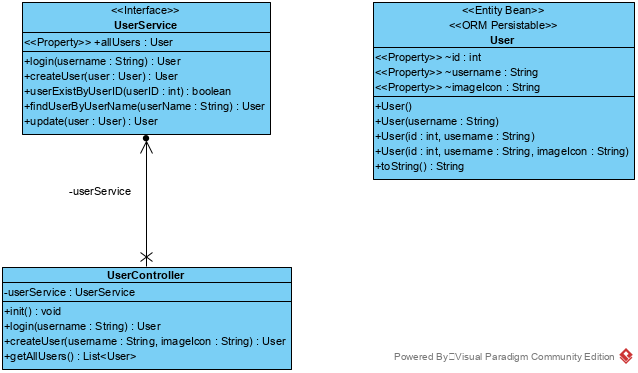 <<Interface>>
UserService
<<Property>> +allUsers : User
+login(username : String) : User
+createUser(user : User) : User
+userExistByUserID(userID : int) : boolean
+findUserByUserName(userName : String) : User
+update(user : User) : User
<<Entity Bean>>
<<ORM Persistable>>
User
<<Property>> ~id : int
<<Property>> ~username : String
<<Property>> ~imageIcon : String
+User()
+User(username : String)
+User(id : int, username : String)
+User(id : int, username : String, imageIcon : String)
+toString() : String
-userService
UserController
-userService : UserService
+init() : void
+login(username : String) : User
+createUser(username : String, imageIcon : String) : User
+getAllUsers() : List<User>
Powered By Visual Paradigm Community Edition